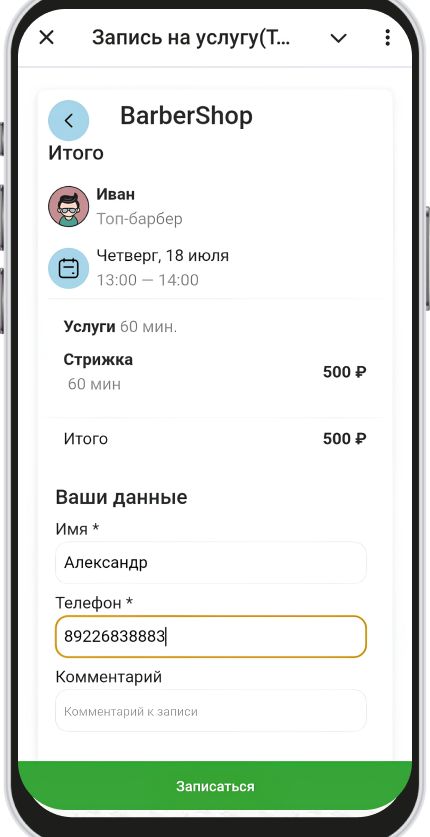 Запись на услугу(Т...
BarberShop
Итого
Иван
Топ-барбер
Четверг, 18 июля
13:00 — 14:00
Услуги 60 мин.
Стрижка
500 ₽
60 мин
Итого 500 ₽
Ваши данные
Имя *
Александр
Телефон *
89226838883
Комментарий
Комментарий к записи
Записаться